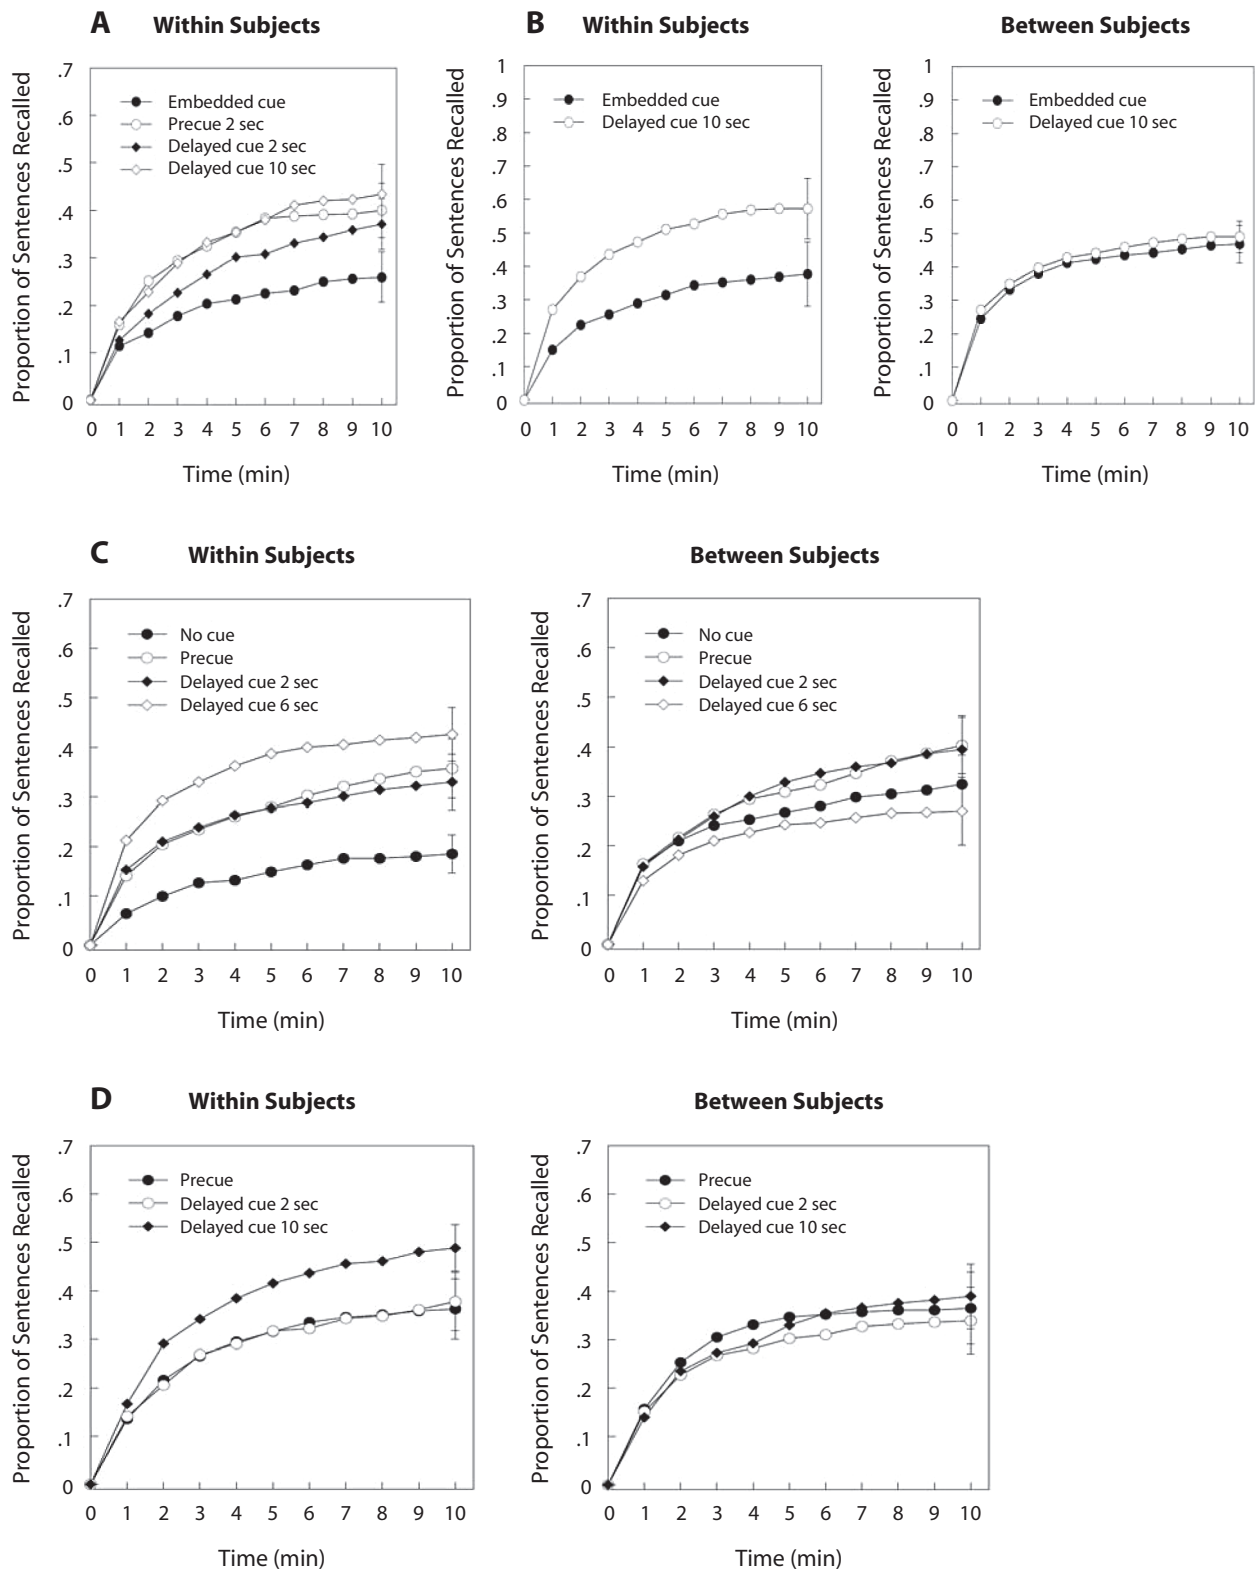 A Within Subjects
Proportion of Sentences Recalled
.7
.6
.5
.4
.3
.2
.1
0
Embedded cue
Precue 2 sec
Delayed cue 2 sec
Delayed cue 10 sec
0 1 2 3 4 5 6 7 8 9 10
Time (min)
B Within Subjects
Proportion of Sentences Recalled
1
.9
.8
.7
.6
.5
.4
.3
.2
.1
0
Embedded cue
Delayed cue 10 sec
0 1 2 3 4 5 6 7 8 9 10
Time (min)
Between Subjects
Proportion of Sentences Recalled
1
.9
.8
.7
.6
.5
.4
.3
.2
.1
0
Embedded cue
Delayed cue 10 sec
0 1 2 3 4 5 6 7 8 9 10
Time (min)
C Within Subjects
Proportion of Sentences Recalled
.7
.6
.5
.4
.3
.2
.1
0
No cue
Precue
Delayed cue 2 sec
Delayed cue 6 sec
0 1 2 3 4 5 6 7 8 9 10
Time (min)
Between Subjects
Proportion of Sentences Recalled
.7
.6
.5
.4
.3
.2
.1
0
No cue
Precue
Delayed cue 2 sec
Delayed cue 6 sec
0 1 2 3 4 5 6 7 8 9 10
Time (min)
D Within Subjects
Proportion of Sentences Recalled
.7
.6
.5
.4
.3
.2
.1
0
Precue
Delayed cue 2 sec
Delayed cue 10 sec
0 1 2 3 4 5 6 7 8 9 10
Time (min)
Between Subjects
Proportion of Sentences Recalled
.7
.6
.5
.4
.3
.2
.1
0
Precue
Delayed cue 2 sec
Delayed cue 10 sec
0 1 2 3 4 5 6 7 8 9 10
Time (min)